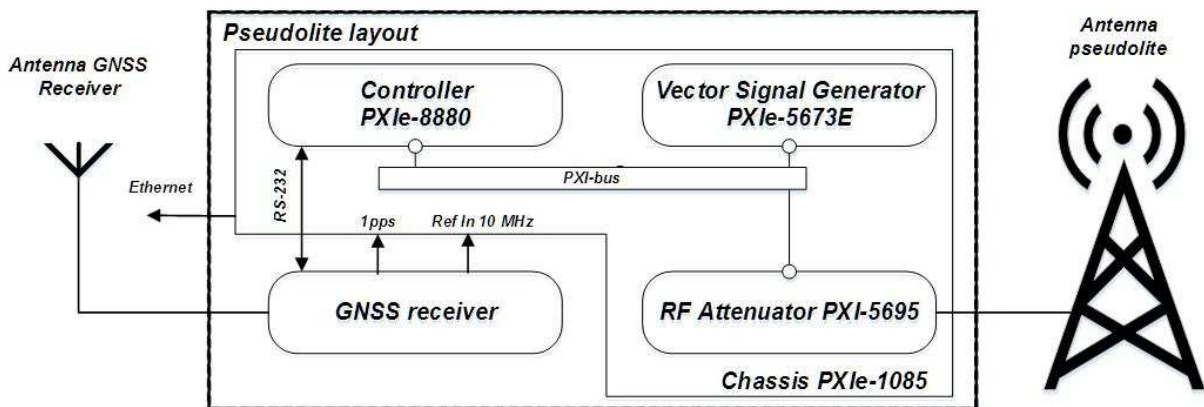 Pseudolite layout
Antenna GNSS
Receiver
Controller
PXIe-8880
Vector Signal Generator
PXIe-5673E
Antenna
pseudolite
Ethernet
RS-232
PXI-bus
1pps
Ref In 10 MHz
GNSS receiver
RF Attenuator PXI-5695
Chassis PXIe-1085